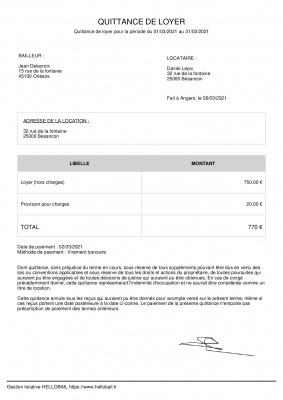 QUITTANCE DE LOYER
Quittance de loyer pour la période du 01/03/2021 au 31/03/2021
BAILLEUR :
Jean Delacroix
15 rue de la fontaine
45100 Orléans
LOCATAIRE :
Daniel Lepix
32 rue de la fontaine
25000 Besancon
Fait à Angers, le 26/03/2021
ADRESSE DE LA LOCATION :
32 rue de la fontaine
25000 Besancon
LIBELLE MONTANT
Loyer (hors charges) 750.00 €
Provision pour charges 20.00 €
TOTAL 770 €
Date de paiement : 02/03/2021
Méthode de paiement : Virement bancaire
Dont quittance, sans préjudice du terme en cours, sous réserve de tous suppléments pouvant être dus en vertu des
lois ou conventions applicables et sous réserve de tous les droits et actions du propriétaire, de toutes poursuites qui
auraient pu être engagées et de toutes décisions de justice qui auraient pu être obtenues. En cas de congé
précédemment donné, cette quittance représenterait l'indemnité d'occupation et ne saurait être considérée comme un
titre de location.
Cette quittance annule tous les reçus qui auraient pu être donnés pour acompte versé sur le présent terme, même si
ces reçus portent une date postérieure à la date ci-contre. Le paiement de la présente quittance n'emporte pas
présomption de paiement des termes antérieurs.
Gestion locative HELLOBAIL https://www.hellobail.fr